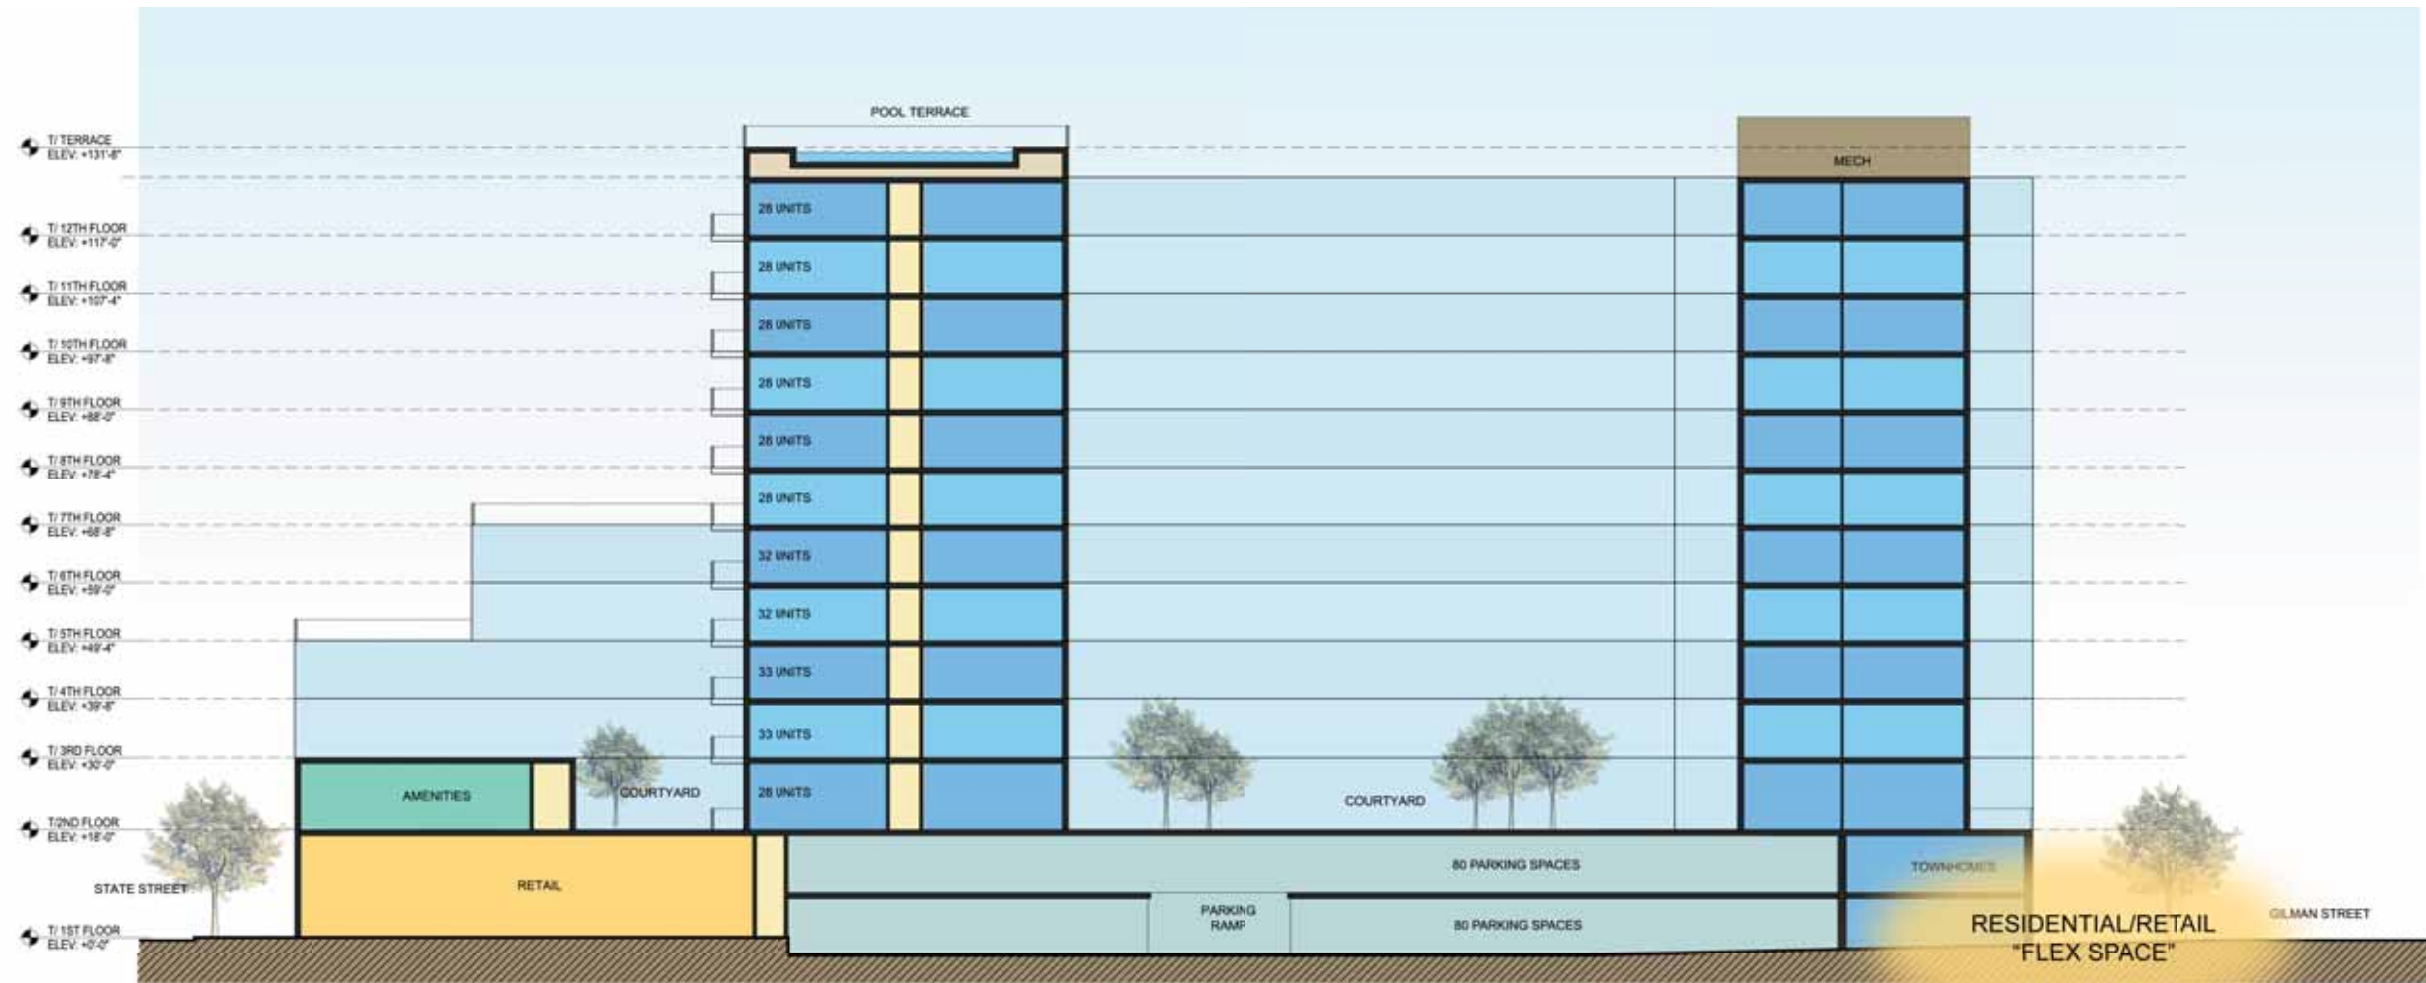 POOL TERRACE
T/ TERRACE
ELEV: +131'-8"
MECH
28 UNITS
T/ 12TH FLOOR
ELEV: +117'-0"
28 UNITS
T/ 11TH FLOOR
ELEV: +107'-4"
28 UNITS
T/ 10TH FLOOR
ELEV: +97'-8"
28 UNITS
T/ 9TH FLOOR
ELEV: +88'-0"
28 UNITS
T/ 8TH FLOOR
ELEV: +78'-4"
28 UNITS
T/ 7TH FLOOR
ELEV: +68'-8"
32 UNITS
T/ 6TH FLOOR
ELEV: +59'-0"
32 UNITS
T/ 5TH FLOOR
ELEV: +49'-4"
33 UNITS
T/ 4TH FLOOR
ELEV: +39'-8"
33 UNITS
T/ 3RD FLOOR
ELEV: +30'-0"
AMENITIES
COURTYARD
28 UNITS
COURTYARD
T/2ND FLOOR
ELEV: +18'-0"
80 PARKING SPACES
TOWNHOMES
STATE STREET
RETAIL
PARKING
RAMP
80 PARKING SPACES
GILMAN STREET
RESIDENTIAL/RETAIL
"FLEX SPACE"
T/ 1ST FLOOR
ELEV: +0'-0"